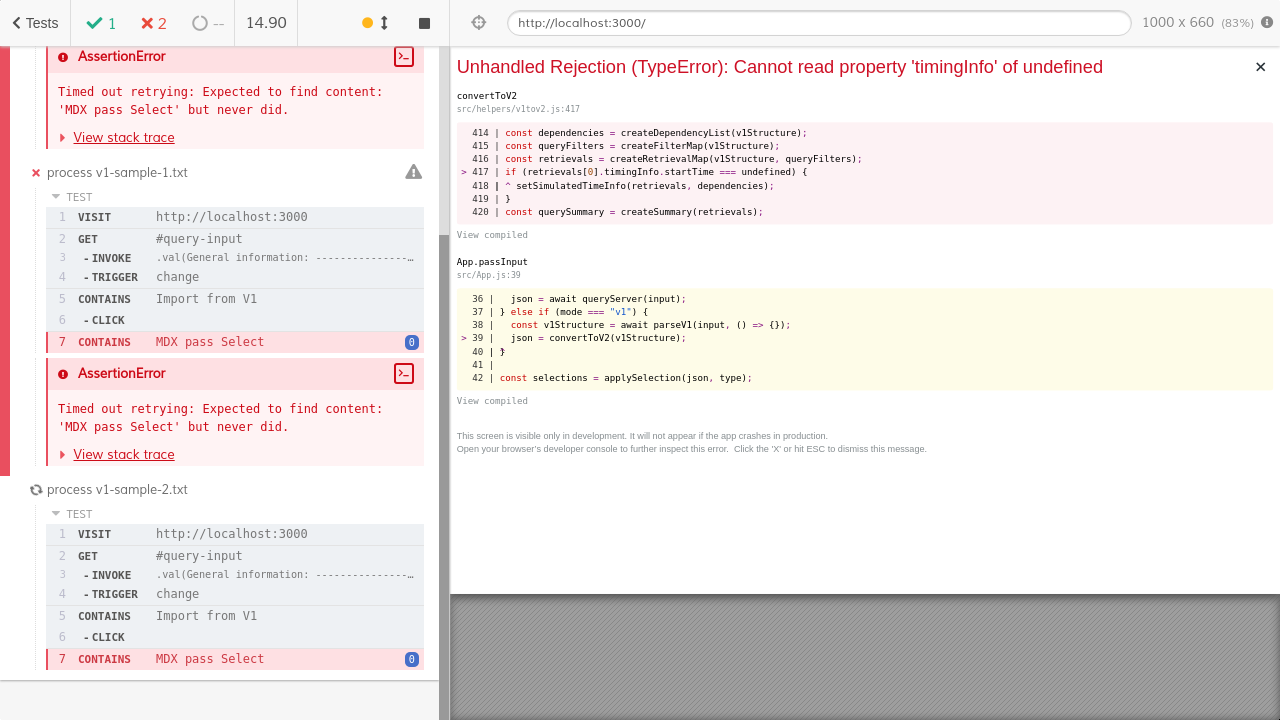 Tests
1
2
--
14.90
http://localhost:3000/
1000 x 660 (83%)
AssertionError
Timed out retrying: Expected to find content:
'MDX pass Select' but never did.
View stack trace
process v1-sample-1.txt
TEST
1 VISIT http://localhost:3000
2 GET #query-input
3 -INVOKE .val(General information: ---------------…
4 -TRIGGER change
5 CONTAINS Import from V1
6 -CLICK
7 CONTAINS MDX pass Select 0
AssertionError
Timed out retrying: Expected to find content:
'MDX pass Select' but never did.
View stack trace
process v1-sample-2.txt
TEST
1 VISIT http://localhost:3000
2 GET #query-input
3 -INVOKE .val(General information: ---------------…
4 -TRIGGER change
5 CONTAINS Import from V1
6 -CLICK
7 CONTAINS MDX pass Select 0
Unhandled Rejection (TypeError): Cannot read property 'timingInfo' of undefined
×
convertToV2
src/helpers/v1tov2.js:417
414 | const dependencies = createDependencyList(v1Structure);
415 | const queryFilters = createFilterMap(v1Structure);
416 | const retrievals = createRetrievalMap(v1Structure, queryFilters);
> 417 | if (retrievals[0].timingInfo.startTime === undefined) {
418 | ^ setSimulatedTimeInfo(retrievals, dependencies);
419 | }
420 | const querySummary = createSummary(retrievals);
View compiled
App.passInput
src/App.js:39
36 | json = await queryServer(input);
37 | } else if (mode === "v1") {
38 | const v1Structure = await parseV1(input, () => {});
> 39 | json = convertToV2(v1Structure);
40 | }
41 |
42 | const selections = applySelection(json, type);
View compiled
This screen is visible only in development. It will not appear if the app crashes in production.
Open your browser's developer console to further inspect this error. Click the 'X' or hit ESC to dismiss this message.